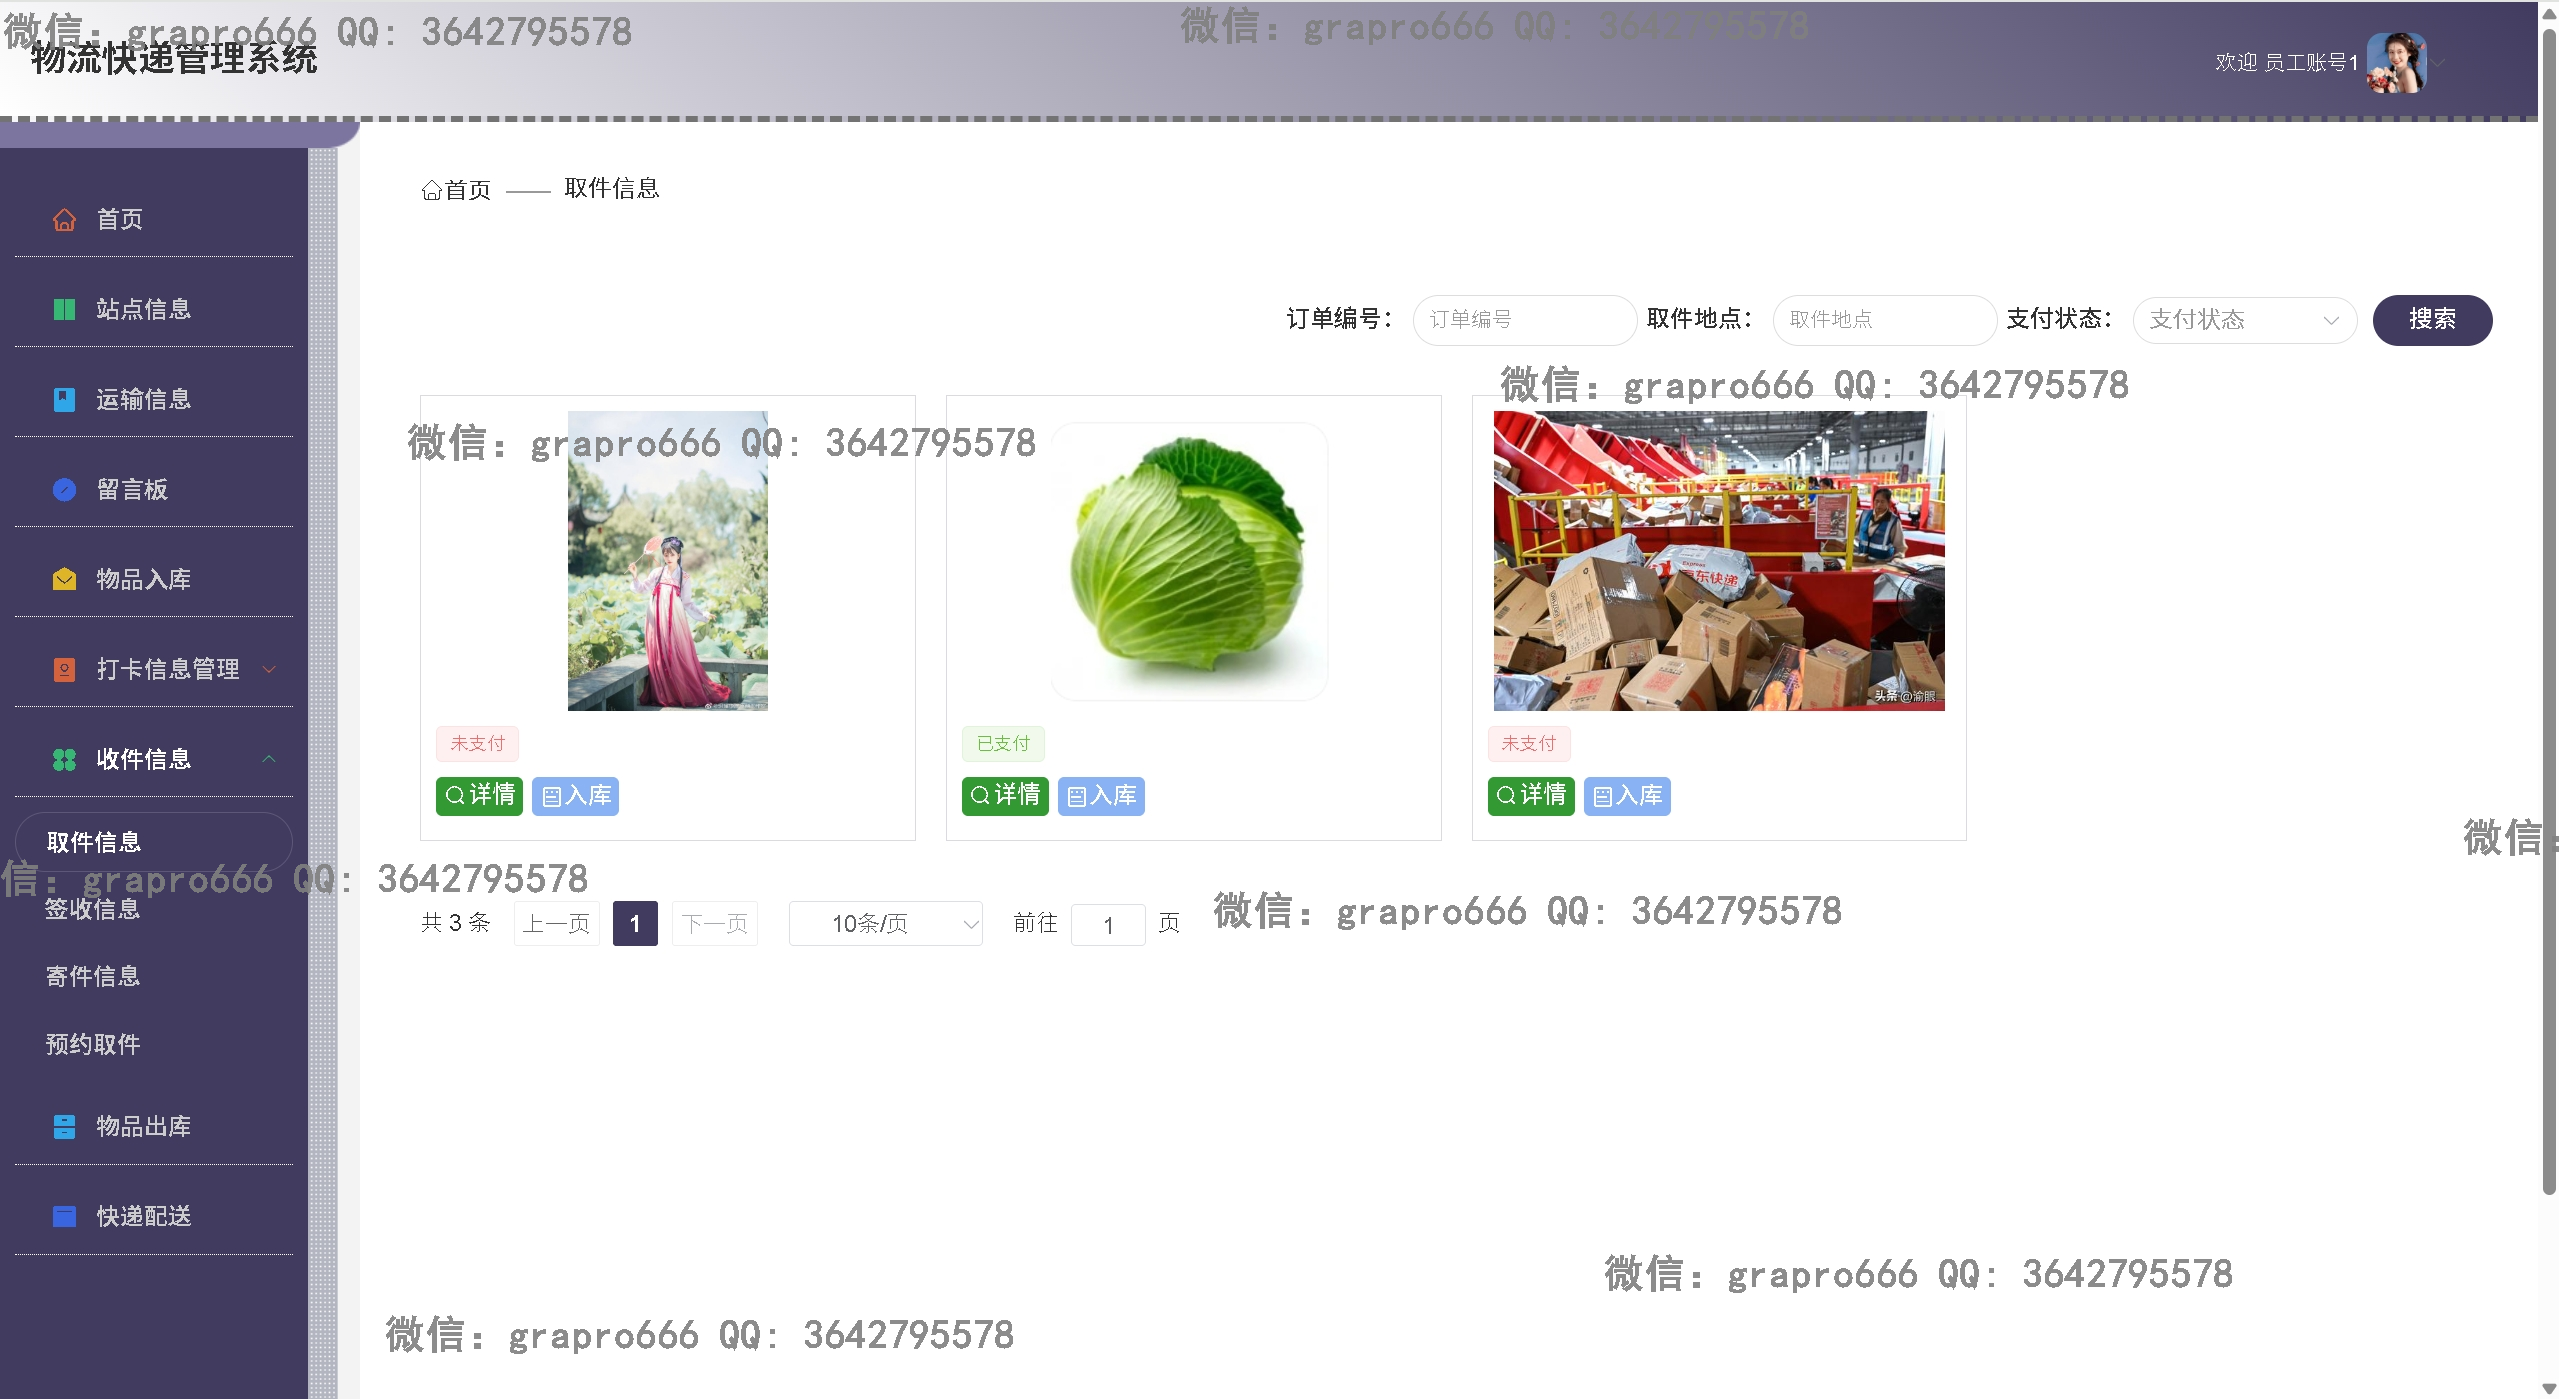 微信: grapro666 QQ: 3642795578
微信: grapro666 QQ: 3642795578
物流快递管理系统
欢迎 员工账号1
首页
取件信息
首页
站点信息
运输信息
留言板
物品入库
打卡信息管理
收件信息
取件信息
签收信息
寄件信息
预约取件
物品出库
快递配送
订单编号: 订单编号 取件地点: 取件地点 支付状态: 支付状态 搜索
微信: grapro666 QQ: 3642795578
微信: grapro666 QQ: 3642795578
Express
京东快递
头条 @渝眼
未支付
详情 入库
已支付
详情 入库
未支付
详情 入库
微信:
信: grapro666 QQ: 3642795578
微信: grapro666 QQ: 3642795578
共 3 条 上一页 1 下一页 10条/页 前往 1 页
微信: grapro666 QQ: 3642795578
微信: grapro666 QQ: 3642795578